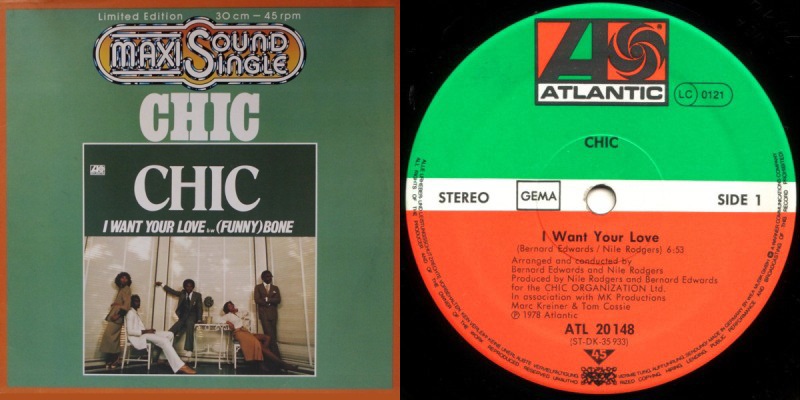 Limited Edition 30 cm – 45 rpm
MAXI SOUND SINGLE
CHIC
CHIC
I WANT YOUR LOVE (FUNNY) BONE
ATLANTIC
LC 0121
CHIC
STEREO GEMA SIDE 1
I Want Your Love
(Bernard Edwards / Nile Rodgers) 6:53
Arranged and conducted by
Bernard Edwards and Nile Rodgers
Produced by Nile Rodgers and Bernard Edwards
for the CHIC ORGANIZATION Ltd.
In association with MK Productions
Marc Kreiner & Tom Cossie
℗ 1978 Atlantic
ATL 20148
(ST-DK-35933)
45